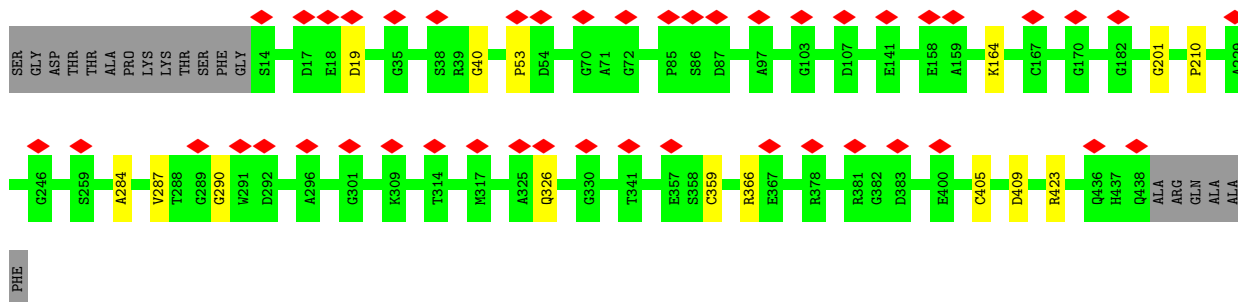 SER GLY ASP THR THR ALA PRO LYS LYS THR SER PHE GLY S14 D17 E18 D19 G35 S38 R39 G40 P53 D54 G70 A71 G72 P85 S86 D87 A97 G103 D107 E141 E158 A159 K164 C167 G170 G182 G201 P210
G246 S259 A284 V287 T288 G289 G290 W291 D292 A296 G301 K309 T314 M317 A325 Q326 G330 T341 E357 S358 C359 R366 E367 R378 R381 G382 D383 E400 C405 D409 R423 Q436 H437 Q438 ALA ARG GLN ALA ALA
PHE